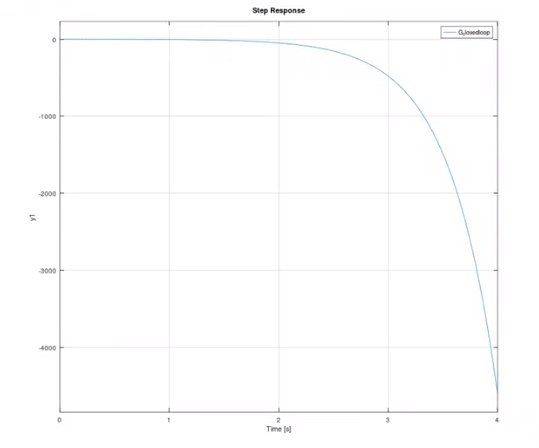 Step Response
G_closedloop
0
-1000
-2000
-3000
-4000
y1
0 1 2 3 4
Time [s]